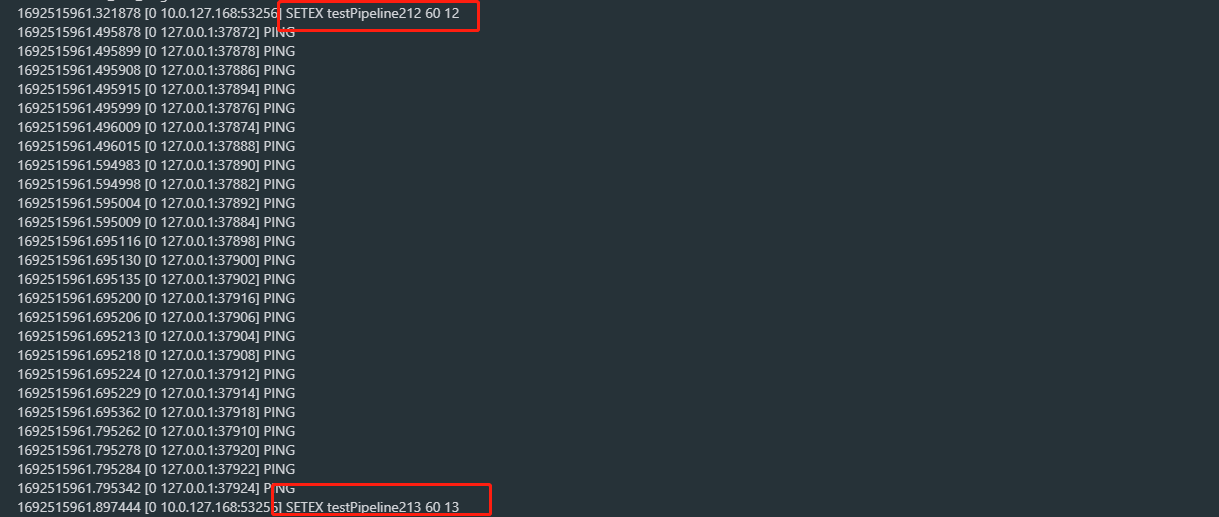 1692515961.321878 [0 10.0.127.168:53256] SETEX testPipeline212 60 12
1692515961.495878 [0 127.0.0.1:37872] PING
1692515961.495899 [0 127.0.0.1:37878] PING
1692515961.495908 [0 127.0.0.1:37886] PING
1692515961.495915 [0 127.0.0.1:37894] PING
1692515961.495999 [0 127.0.0.1:37876] PING
1692515961.496009 [0 127.0.0.1:37874] PING
1692515961.496015 [0 127.0.0.1:37888] PING
1692515961.594983 [0 127.0.0.1:37890] PING
1692515961.594998 [0 127.0.0.1:37882] PING
1692515961.595004 [0 127.0.0.1:37892] PING
1692515961.595009 [0 127.0.0.1:37884] PING
1692515961.695116 [0 127.0.0.1:37898] PING
1692515961.695130 [0 127.0.0.1:37900] PING
1692515961.695135 [0 127.0.0.1:37902] PING
1692515961.695200 [0 127.0.0.1:37916] PING
1692515961.695206 [0 127.0.0.1:37906] PING
1692515961.695213 [0 127.0.0.1:37904] PING
1692515961.695218 [0 127.0.0.1:37908] PING
1692515961.695224 [0 127.0.0.1:37912] PING
1692515961.695229 [0 127.0.0.1:37914] PING
1692515961.695362 [0 127.0.0.1:37918] PING
1692515961.795262 [0 127.0.0.1:37910] PING
1692515961.795278 [0 127.0.0.1:37920] PING
1692515961.795284 [0 127.0.0.1:37922] PING
1692515961.795342 [0 127.0.0.1:37924] PING
1692515961.897444 [0 10.0.127.168:53256] SETEX testPipeline213 60 13